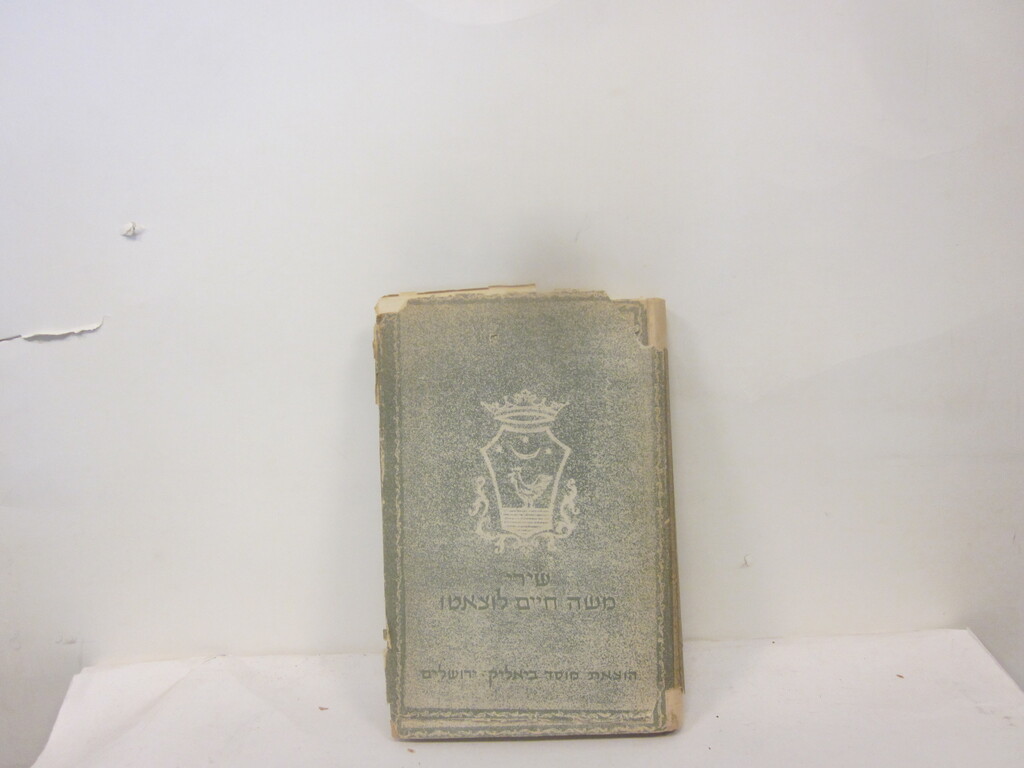 שירי
משה חיים לוצאטו
הוצאת מוסד ביאליק · ירושלים